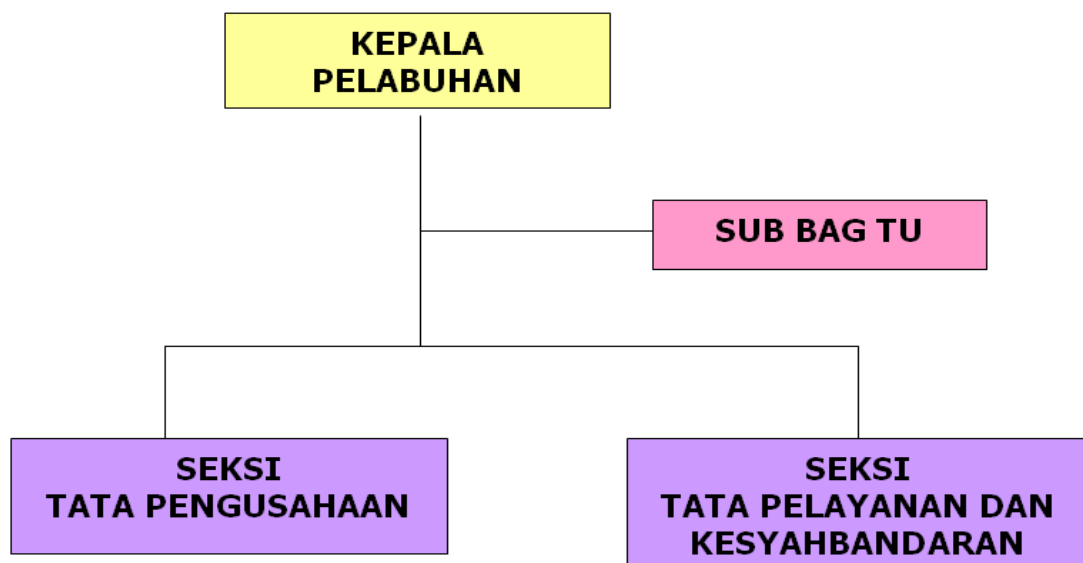 KEPALA
PELABUHAN
SUB BAG TU
SEKSI
TATA PENGUSAHAAN
SEKSI
TATA PELAYANAN DAN
KESYAHBANDARAN